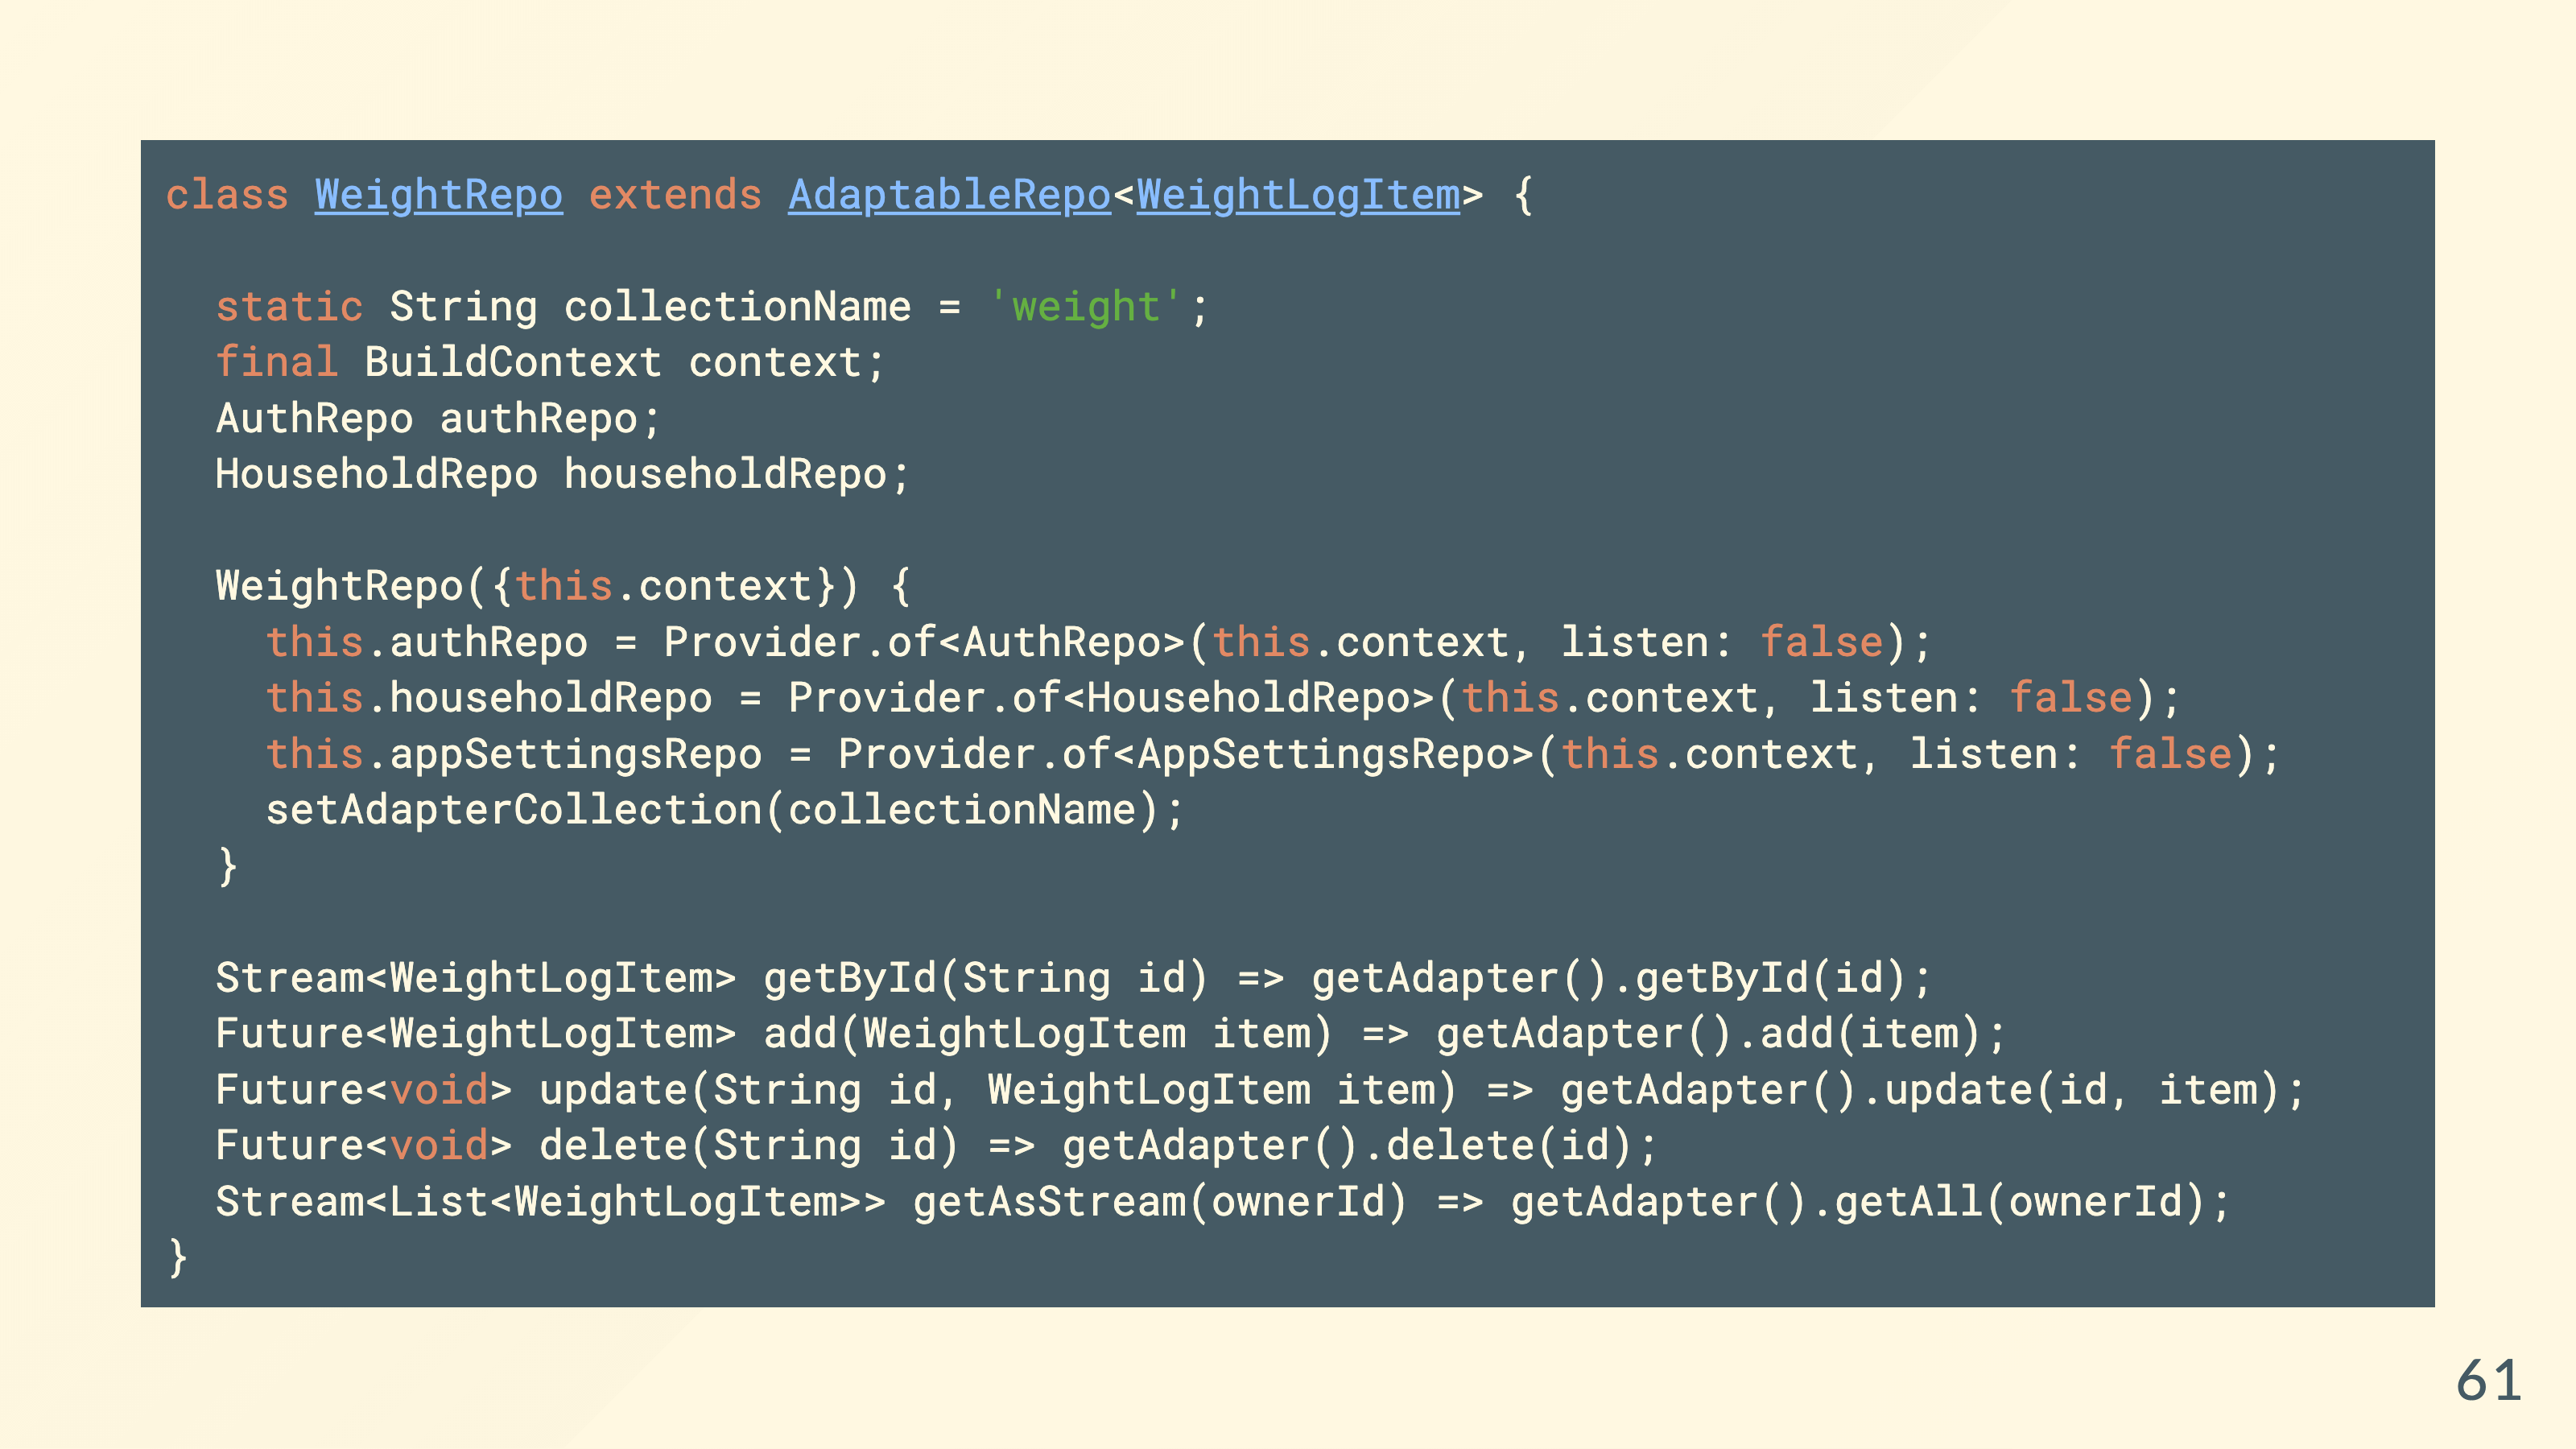 class WeightRepo extends AdaptableRepo<WeightLogItem> {
static String collectionName = 'weight';
final BuildContext context;
AuthRepo authRepo;
HouseholdRepo householdRepo;
WeightRepo({this.context}) {
this.authRepo = Provider.of<AuthRepo>(this.context, listen: false);
this.householdRepo = Provider.of<HouseholdRepo>(this.context, listen: false);
this.appSettingsRepo = Provider.of<AppSettingsRepo>(this.context, listen: false);
setAdapterCollection(collectionName);
}
Stream<WeightLogItem> getById(String id) => getAdapter().getById(id);
Future<WeightLogItem> add(WeightLogItem item) => getAdapter().add(item);
Future<void> update(String id, WeightLogItem item) => getAdapter().update(id, item);
Future<void> delete(String id) => getAdapter().delete(id);
Stream<List<WeightLogItem>> getAsStream(ownerId) => getAdapter().getAll(ownerId);
}
61